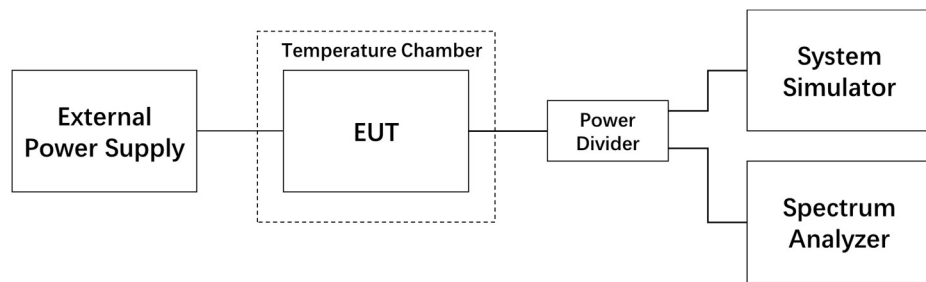 External
Power Supply
Temperature Chamber
EUT
Power
Divider
System
Simulator
Spectrum
Analyzer